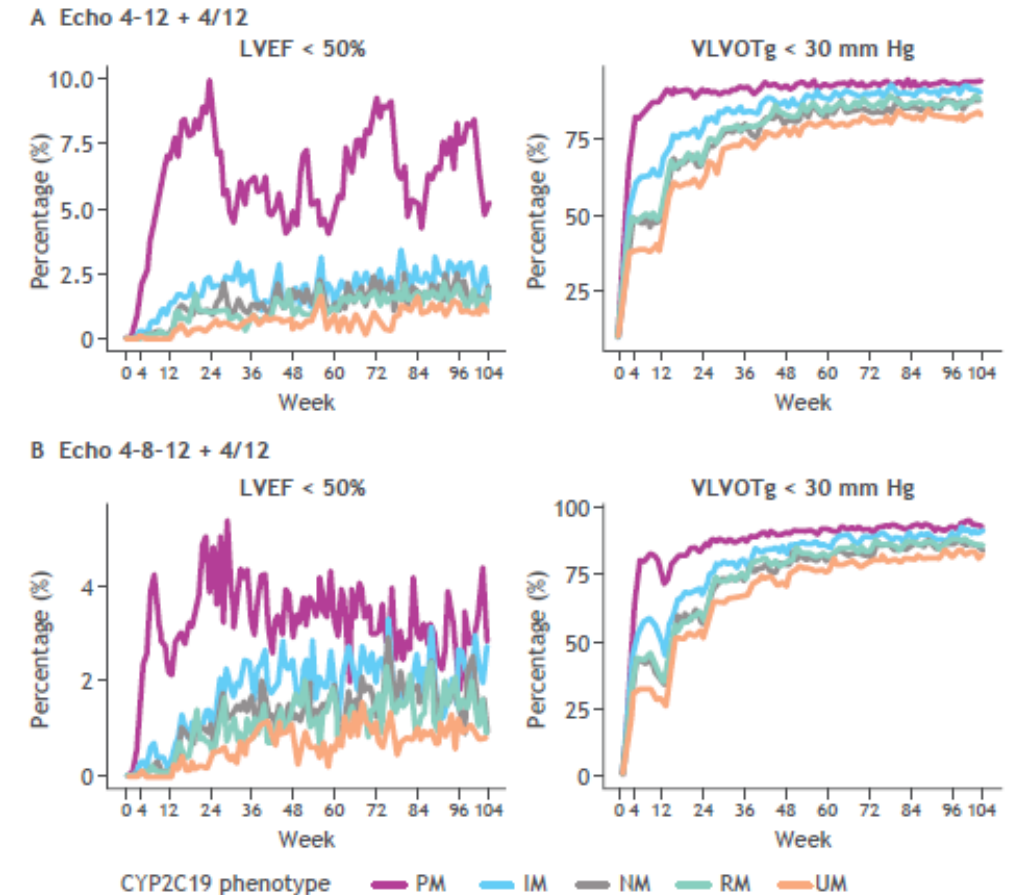 A Echo 4-12 + 4/12
LVEF < 50%
VLVOTg < 30 mm Hg
Percentage (%)
10.0
7.5
5.0
2.5
0
0 4 12 24 36 48 60 72 84 96 104
Week
Percentage (%)
75
50
25
0 4 12 24 36 48 60 72 84 96 104
Week
B Echo 4-8-12 + 4/12
LVEF < 50%
VLVOTg < 30 mm Hg
Percentage (%)
4
2
0
0 4 12 24 36 48 60 72 84 96 104
Week
Percentage (%)
100
75
50
25
0
0 4 12 24 36 48 60 72 84 96 104
Week
CYP2C19 phenotype PM IM NM RM UM